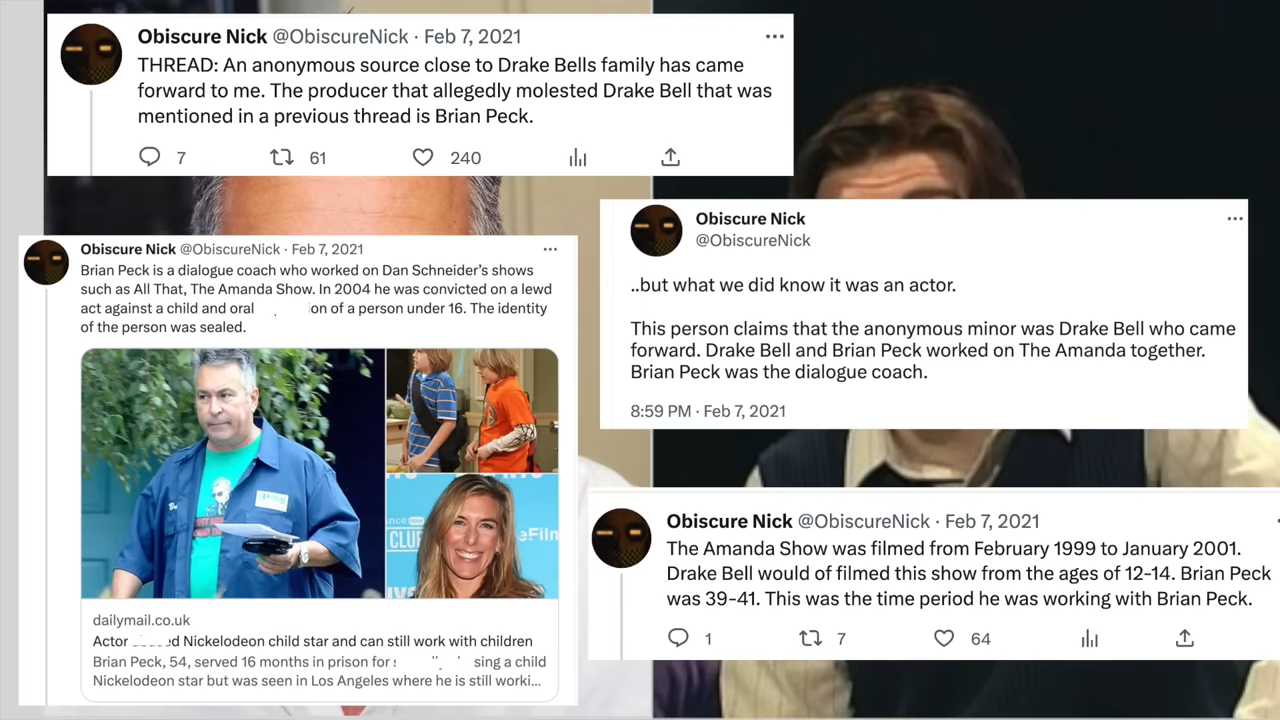 Obiscure Nick @ObiscureNick · Feb 7, 2021
THREAD: An anonymous source close to Drake Bells family has came
forward to me. The producer that allegedly molested Drake Bell that was
mentioned in a previous thread is Brian Peck.
7 61 240
Obiscure Nick @ObiscureNick · Feb 7, 2021
Brian Peck is a dialogue coach who worked on Dan Schneider's shows
such as All That, The Amanda Show. In 2004 he was convicted on a lewd
act against a child and oral on of a person under 16. The identity
of the person was sealed.
CLUB
eFilm
dailymail.co.uk
Actor ed Nickelodeon child star and can still work with children
Brian Peck, 54, served 16 months in prison for sing a child
Nickelodeon star but was seen in Los Angeles where he is still worki...
Obiscure Nick
@ObiscureNick
..but what we did know it was an actor.
This person claims that the anonymous minor was Drake Bell who came
forward. Drake Bell and Brian Peck worked on The Amanda together.
Brian Peck was the dialogue coach.
8:59 PM · Feb 7, 2021
Obiscure Nick @ObiscureNick · Feb 7, 2021
The Amanda Show was filmed from February 1999 to January 2001.
Drake Bell would of filmed this show from the ages of 12-14. Brian Peck
was 39-41. This was the time period he was working with Brian Peck.
1 7 64